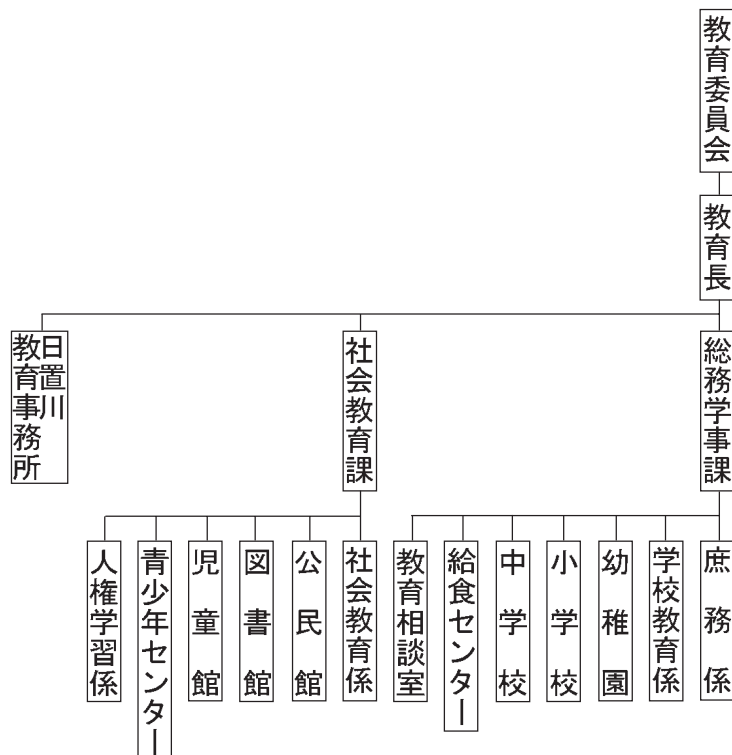 教育委員会
教育長
総務学事課
社会教育課
日置川
教育事務所
庶務係
学校教育係
幼稚園
小学校
中学校
給食センター
教育相談室
社会教育係
公民館
図書館
児童館
青少年センター
人権学習係